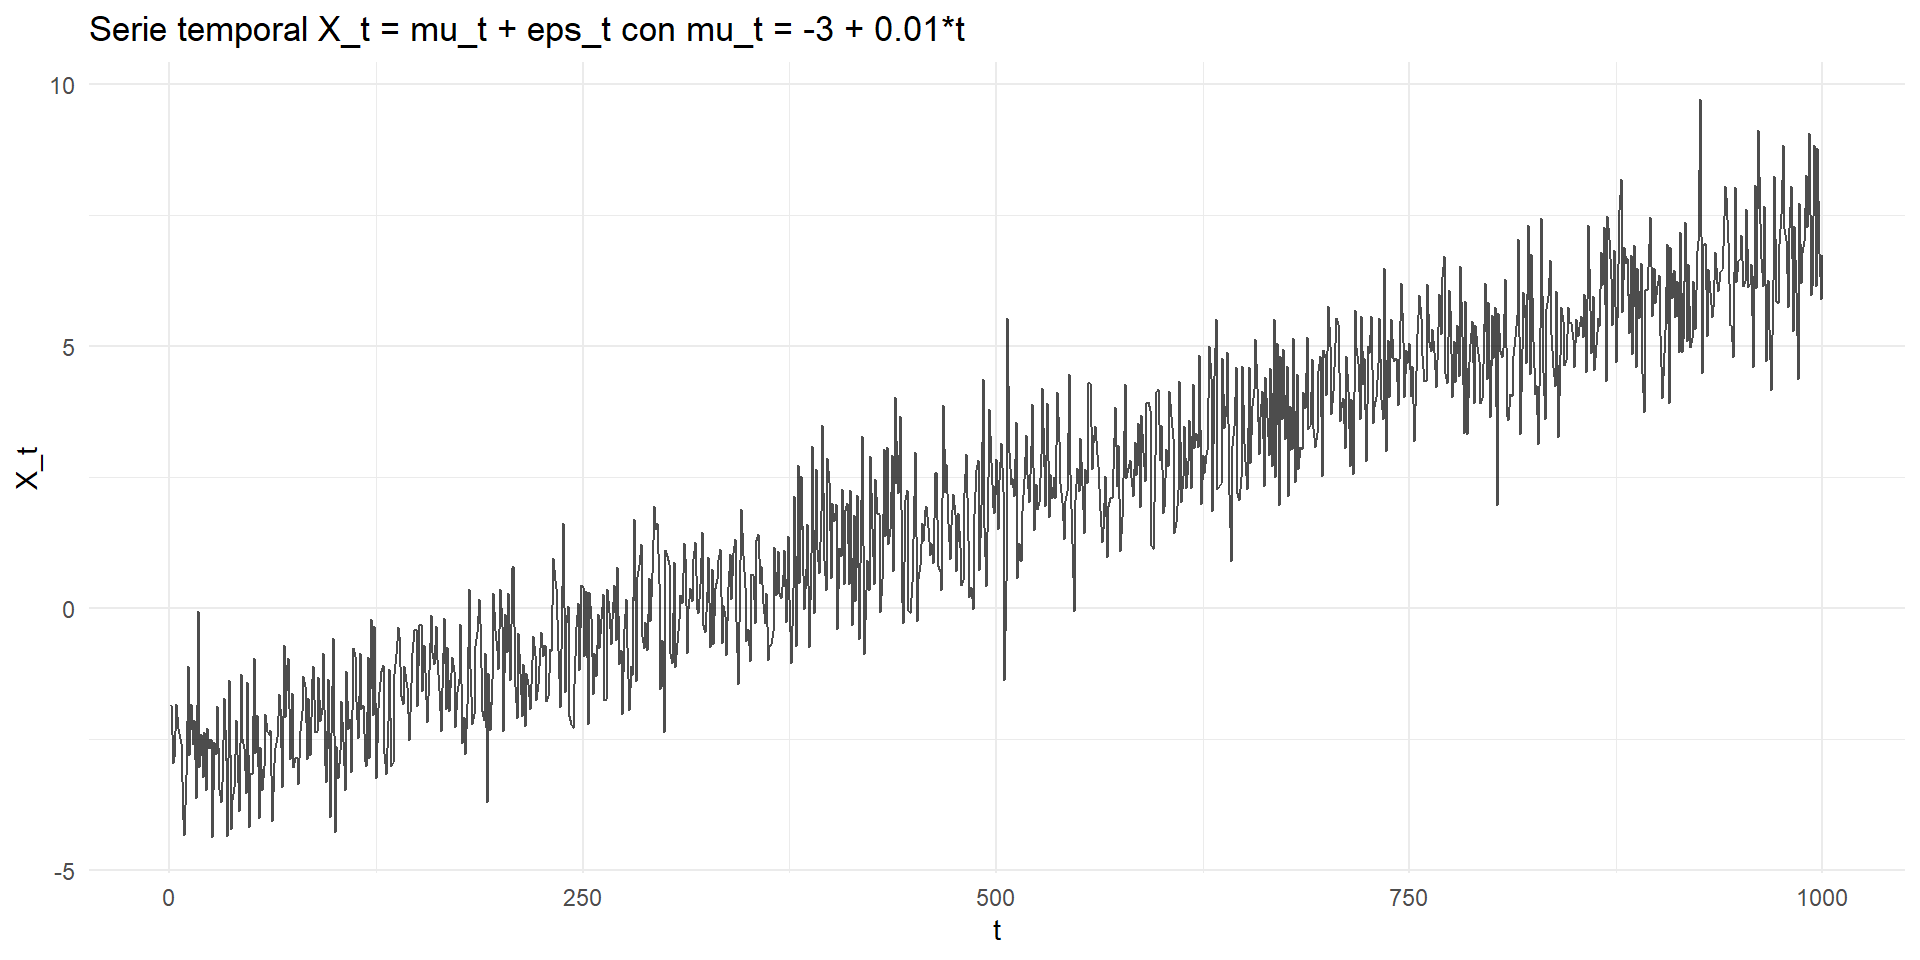 Serie temporal X_t = mu_t + eps_t con mu_t = -3 + 0.01*t
10
5
0
-5
X_t
0 250 500 750 1000
t